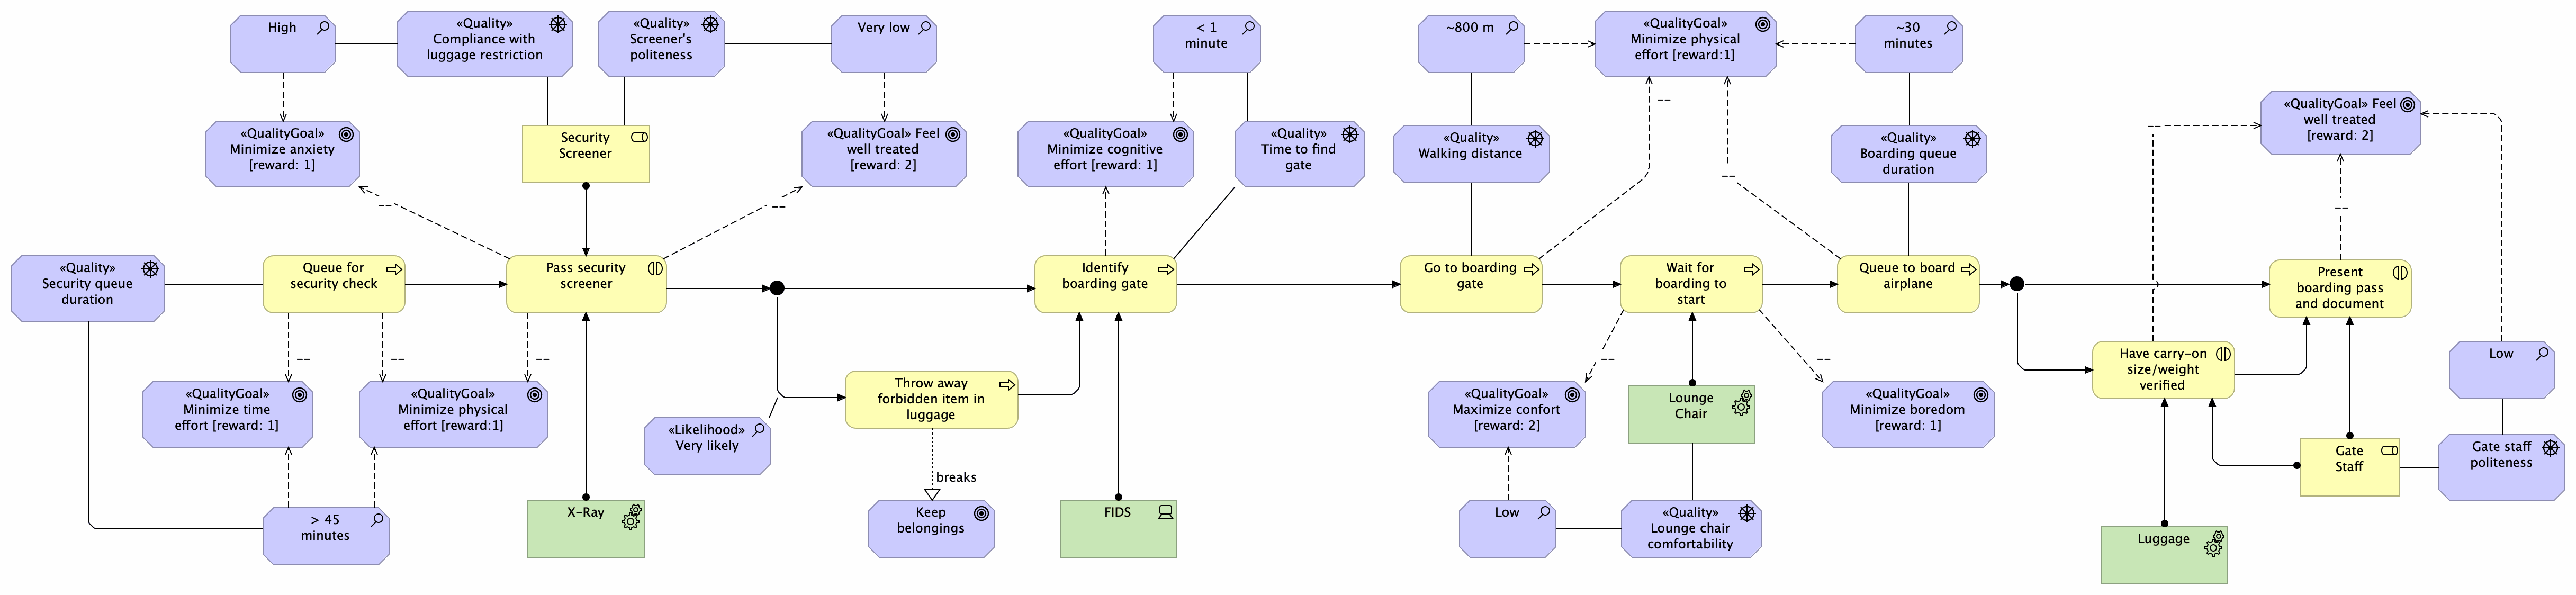 High
«Quality»
Compliance with
luggage restriction
«Quality»
Screener's
politeness
Very low
< 1
minute
~800 m
«QualityGoal»
Minimize physical
effort [reward:1]
~30
minutes
«QualityGoal»
Minimize anxiety
[reward: 1]
Security
Screener
«QualityGoal» Feel
well treated
[reward: 2]
«QualityGoal»
Minimize cognitive
effort [reward: 1]
«Quality»
Time to find
gate
«Quality»
Walking distance
«Quality»
Boarding queue
duration
«QualityGoal» Feel
well treated
[reward: 2]
--
--
--
--
--
--
«Quality»
Security queue
duration
Queue for
security check
Pass security
screener
Identify
boarding gate
Go to boarding
gate
Wait for
boarding to
start
Queue to board
airplane
Present
boarding pass
and document
--
--
--
--
--
«QualityGoal»
Minimize time
effort [reward: 1]
«QualityGoal»
Minimize physical
effort [reward:1]
«Likelihood»
Very likely
Throw away
forbidden item in
luggage
«QualityGoal»
Maximize confort
[reward: 2]
Lounge
Chair
«QualityGoal»
Minimize boredom
[reward: 1]
Have carry-on
size/weight
verified
Low
breaks
> 45
minutes
X-Ray
Keep
belongings
FIDS
Low
«Quality»
Lounge chair
comfortability
Gate
Staff
Gate staff
politeness
Luggage